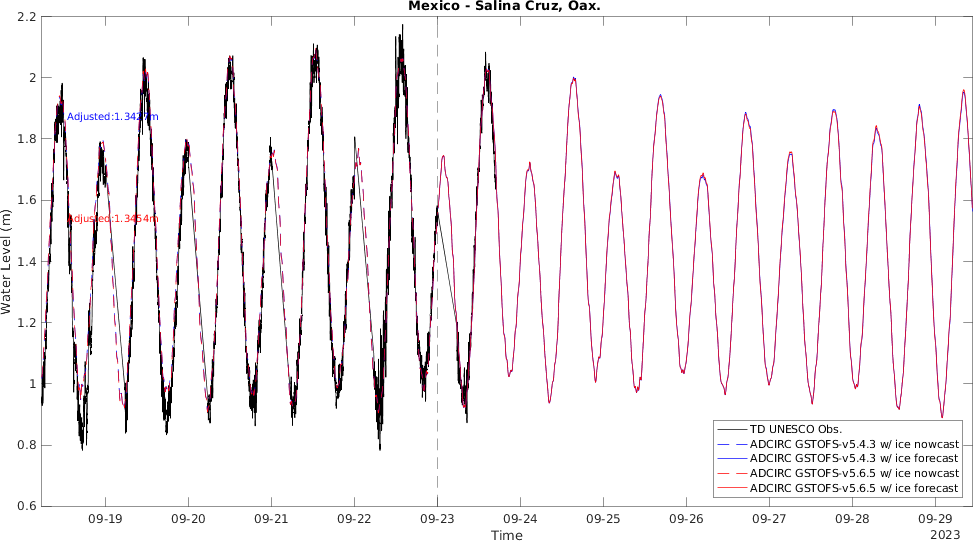 Mexico - Salina Cruz, Oax.
2.2
2
1.8
1.6
1.4
1.2
1
0.8
0.6
Water Level (m)
Adjusted:1.3427m
Adjusted:1.3454m
TD UNESCO Obs.
ADCIRC GSTOFS-v5.4.3 w/ ice nowcast
ADCIRC GSTOFS-v5.4.3 w/ ice forecast
ADCIRC GSTOFS-v5.6.5 w/ ice nowcast
ADCIRC GSTOFS-v5.6.5 w/ ice forecast
09-19 09-20 09-21 09-22 09-23 09-24 09-25 09-26 09-27 09-28 09-29
Time 2023